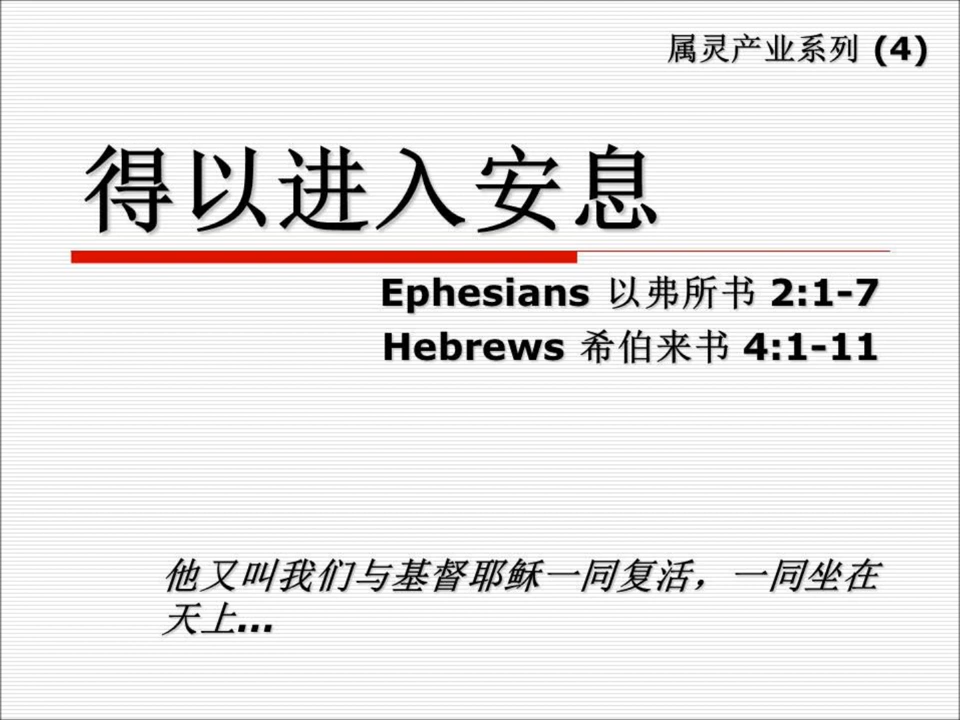 属灵产业系列 (4)
得以进入安息
Ephesians 以弗所书 2:1-7
Hebrews 希伯来书 4:1-11
他又叫我们与基督耶稣一同复活，一同坐在
天上...